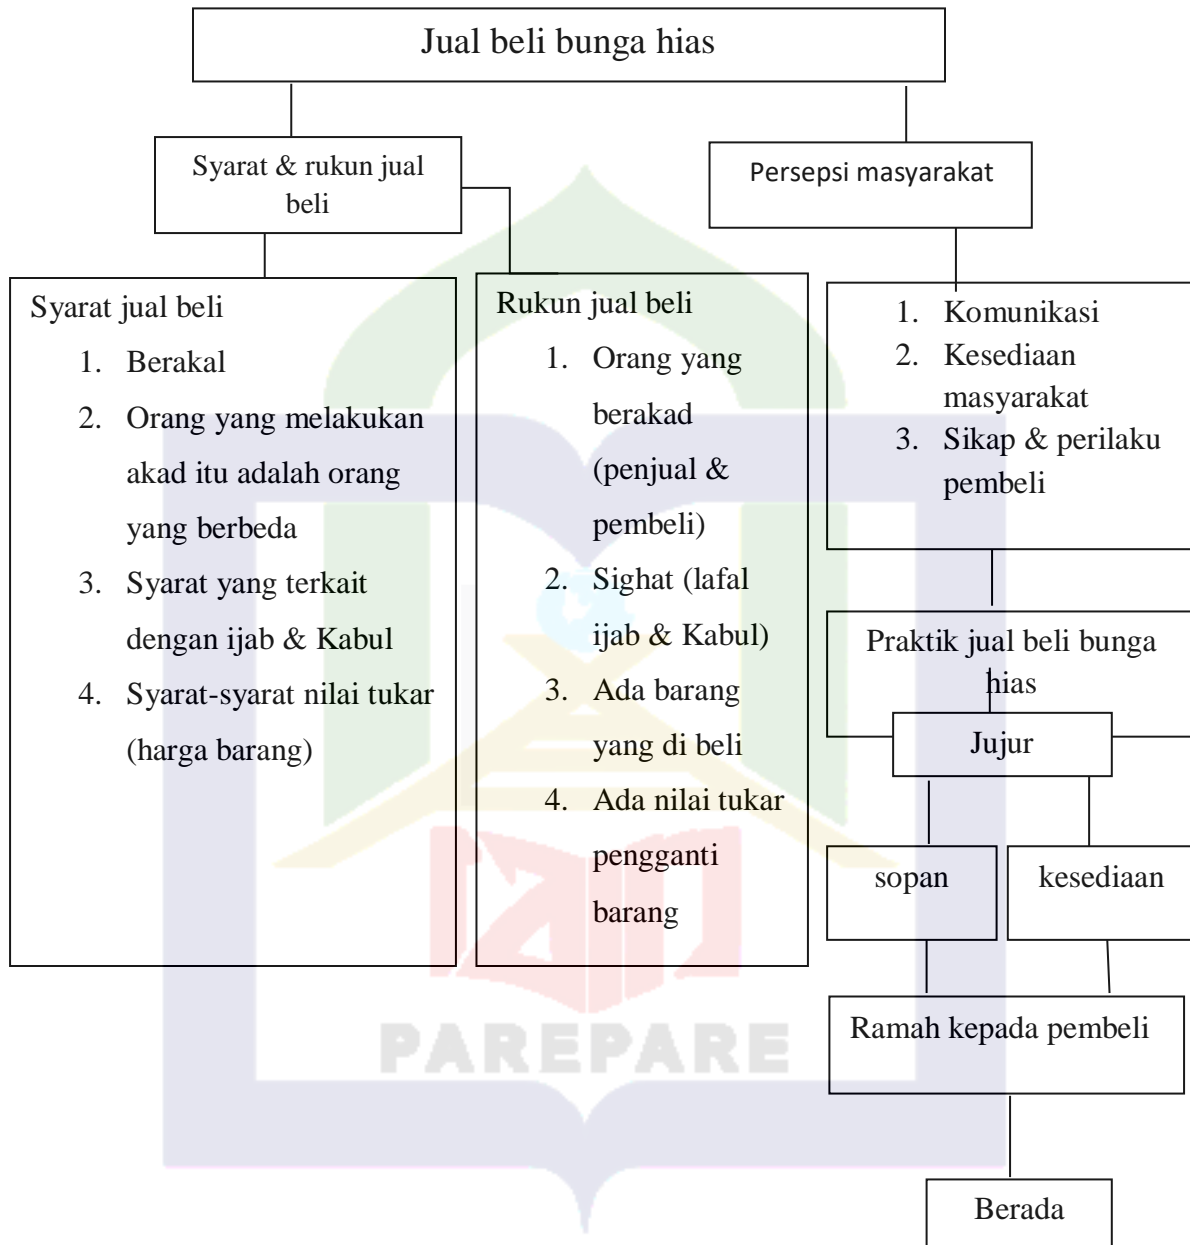 Jual beli bunga hias
Syarat & rukun jual
beli
Persepsi masyarakat
Syarat jual beli
1. Berakal
2. Orang yang melakukan
akad itu adalah orang
yang berbeda
3. Syarat yang terkait
dengan ijab & Kabul
4. Syarat-syarat nilai tukar
(harga barang)
Rukun jual beli
1. Orang yang
berakad
(penjual &
pembeli)
2. Sighat (lafal
ijab & Kabul)
3. Ada barang
yang di beli
4. Ada nilai tukar
pengganti
barang
1. Komunikasi
2. Kesediaan
masyarakat
3. Sikap & perilaku
pembeli
Praktik jual beli bunga
hias
Jujur
sopan
kesediaan
Ramah kepada pembeli
Berada
PAREPARE